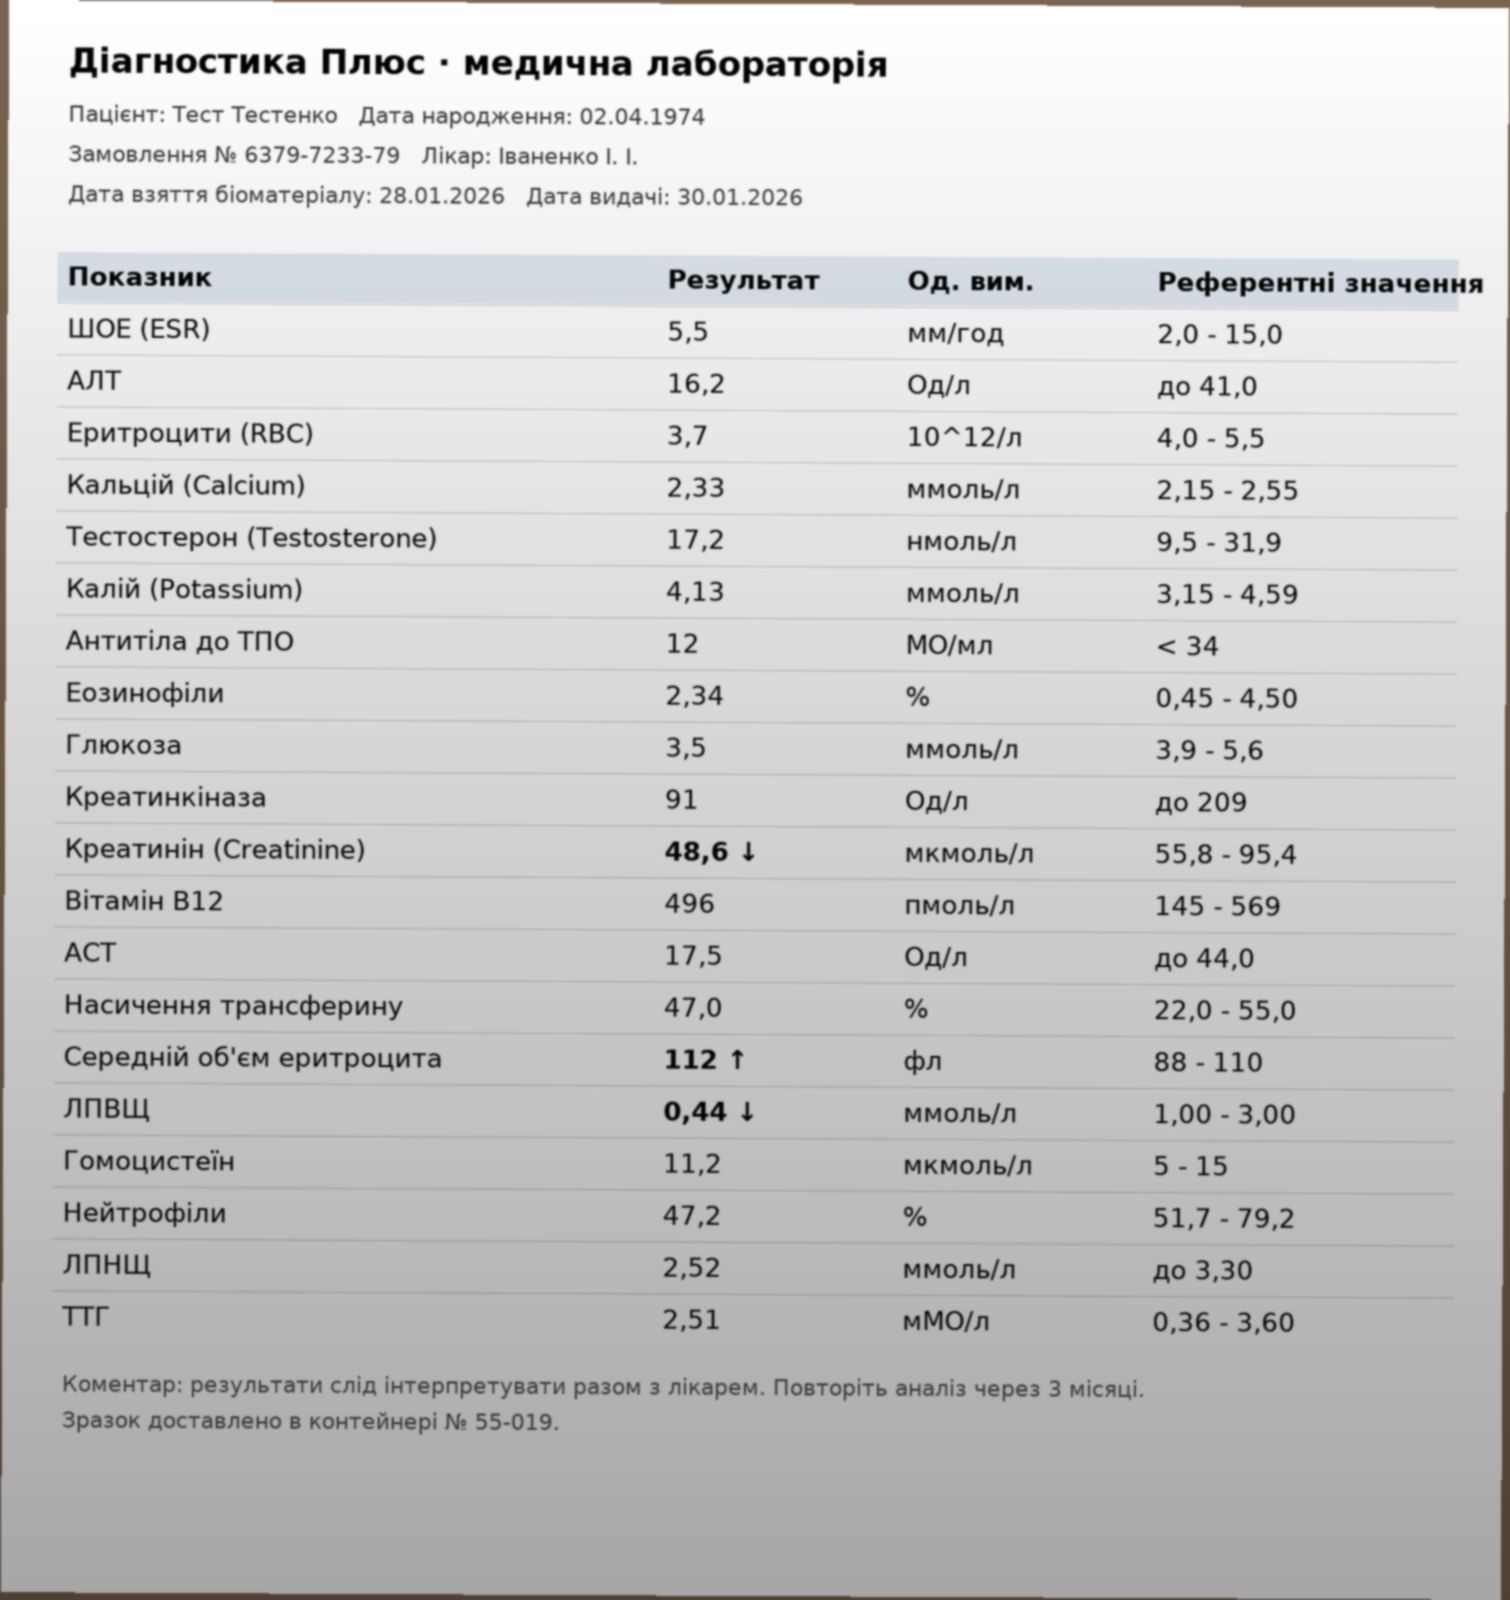 Діагностика Плюс · медична лабораторія
Пацієнт: Тест Тестенко Дата народження: 02.04.1974
Замовлення № 6379-7233-79 Лікар: Іваненко І. І.
Дата взяття біоматеріалу: 28.01.2026 Дата видачі: 30.01.2026
Показник Результат Од. вим. Референтні значення
ШОЕ (ESR) 5,5 мм/год 2,0 - 15,0
АЛТ 16,2 Од/л до 41,0
Еритроцити (RBC) 3,7 10^12/л 4,0 - 5,5
Кальцій (Calcium) 2,33 ммоль/л 2,15 - 2,55
Тестостерон (Testosterone) 17,2 нмоль/л 9,5 - 31,9
Калій (Potassium) 4,13 ммоль/л 3,15 - 4,59
Антитіла до ТПО 12 МО/мл < 34
Еозинофіли 2,34 % 0,45 - 4,50
Глюкоза 3,5 ммоль/л 3,9 - 5,6
Креатинкіназа 91 Од/л до 209
Креатинін (Creatinine) 48,6 ↓ мкмоль/л 55,8 - 95,4
Вітамін B12 496 пмоль/л 145 - 569
АСТ 17,5 Од/л до 44,0
Насичення трансферину 47,0 % 22,0 - 55,0
Середній об'єм еритроцита 112 ↑ фл 88 - 110
ЛПВЩ 0,44 ↓ ммоль/л 1,00 - 3,00
Гомоцистеїн 11,2 мкмоль/л 5 - 15
Нейтрофіли 47,2 % 51,7 - 79,2
ЛПНЩ 2,52 ммоль/л до 3,30
ТТГ 2,51 мМО/л 0,36 - 3,60
Коментар: результати слід інтерпретувати разом з лікарем. Повторіть аналіз через 3 місяці.
Зразок доставлено в контейнері № 55-019.